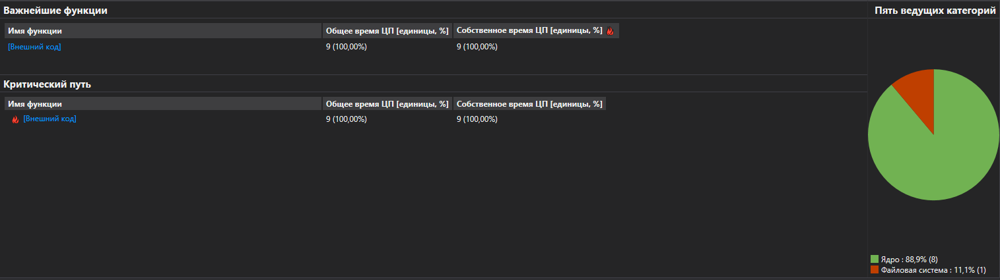 Важнейшие функции
Имя функции Общее время ЦП [единицы, %] Собственное время ЦП [единицы, %]
[Внешний код] 9 (100,00%) 9 (100,00%)
Критический путь
Имя функции Общее время ЦП [единицы, %] Собственное время ЦП [единицы, %]
[Внешний код] 9 (100,00%) 9 (100,00%)
Пять ведущих категорий
Ядро : 88,9% (8)
Файловая система : 11,1% (1)